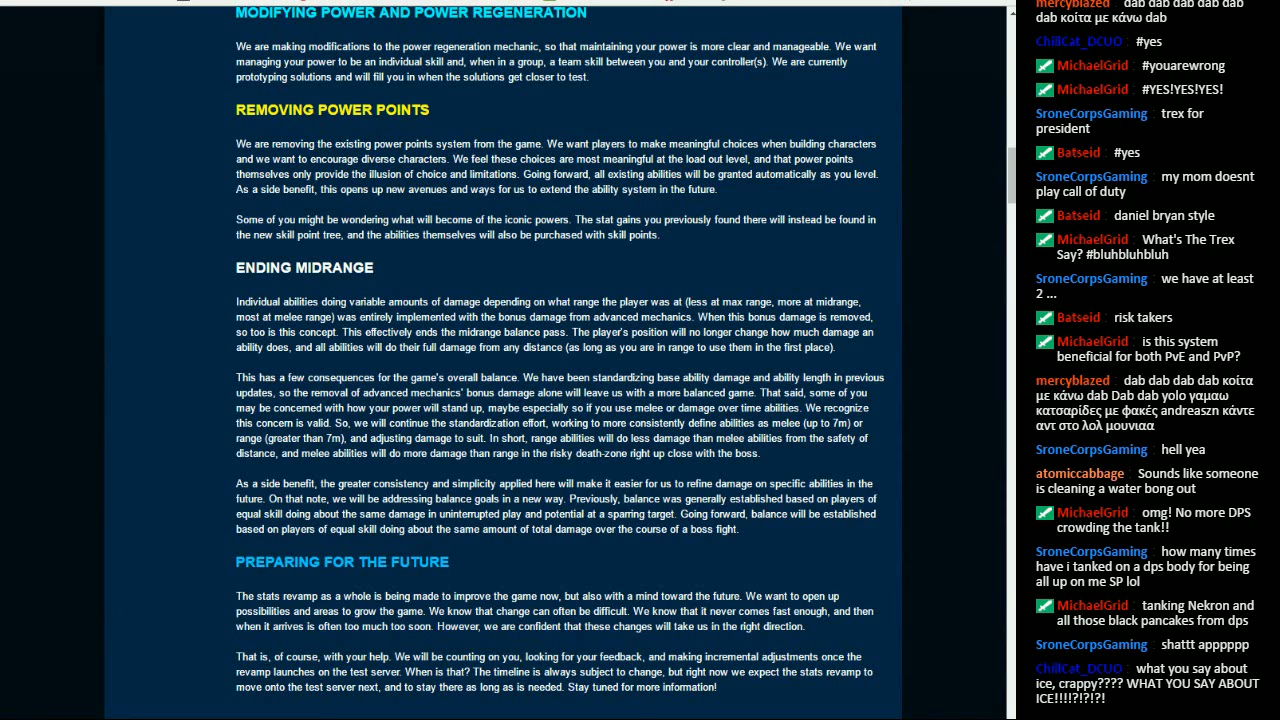 MODIFYING POWER AND POWER REGENERATION
We are making modifications to the power regeneration mechanic, so that maintaining your power is more clear and manageable. We want
managing your power to be an individual skill and, when in a group, a team skill between you and your controller(s). We are currently
prototyping solutions and will fill you in when the solutions get closer to test.
REMOVING POWER POINTS
We are removing the existing power points system from the game. We want players to make meaningful choices when building characters
and we want to encourage diverse characters. We feel these choices are most meaningful at the load out level, and that power points
themselves only provide the illusion of choice and limitations. Going forward, all existing abilities will be granted automatically as you level.
As a side benefit, this opens up new avenues and ways for us to extend the ability system in the future.
Some of you might be wondering what will become of the iconic powers. The stat gains you previously found there will instead be found in
the new skill point tree, and the abilities themselves will also be purchased with skill points.
ENDING MIDRANGE
Individual abilities doing variable amounts of damage depending on what range the player was at (less at max range, more at midrange,
most at melee range) was entirely implemented with the bonus damage from advanced mechanics. When this bonus damage is removed,
so too is this concept. This effectively ends the midrange balance pass. The player's position will no longer change how much damage an
ability does, and all abilities will do their full damage from any distance (as long as you are in range to use them in the first place).
This has a few consequences for the game's overall balance. We have been standardizing base ability damage and ability length in previous
updates, so the removal of advanced mechanics' bonus damage alone will leave us with a more balanced game. That said, some of you
may be concerned with how your power will stand up, maybe especially so if you use melee or damage over time abilities. We recognize
this concern is valid. So, we will continue the standardization effort, working to more consistently define abilities as melee (up to 7m) or
range (greater than 7m), and adjusting damage to suit. In short, range abilities will do less damage than melee abilities from the safety of
distance, and melee abilities will do more damage than range in the risky death-zone right up close with the boss.
As a side benefit, the greater consistency and simplicity applied here will make it easier for us to refine damage on specific abilities in the
future. On that note, we will be addressing balance goals in a new way. Previously, balance was generally established based on players of
equal skill doing about the same damage in uninterrupted play and potential at a sparring target. Going forward, balance will be established
based on players of equal skill doing about the same amount of total damage over the course of a boss fight.
PREPARING FOR THE FUTURE
The stats revamp as a whole is being made to improve the game now, but also with a mind toward the future. We want to open up
possibilities and areas to grow the game. We know that change can often be difficult. We know that it never comes fast enough, and then
when it arrives is often too much too soon. However, we are confident that these changes will take us in the right direction.
That is, of course, with your help. We will be counting on you, looking for your feedback, and making incremental adjustments once the
revamp launches on the test server. When is that? The timeline is always subject to change, but right now we expect the stats revamp to
move onto the test server next, and to stay there as long as is needed. Stay tuned for more information!
mercyblazed : dab dab dab dab dab
dab κοίτα με κάνω dab
ChillCat_DCUO : #yes
MichaelGrid : #youarewrong
MichaelGrid : #YES!YES!YES!
SroneCorpsGaming : trex for
president
Batseid : #yes
SroneCorpsGaming : my mom doesnt
play call of duty
Batseid : daniel bryan style
MichaelGrid : What's The Trex
Say? #bluhbluhbluh
SroneCorpsGaming : we have at least
2 ...
Batseid : risk takers
MichaelGrid : is this system
beneficial for both PvE and PvP?
mercyblazed : dab dab dab dab κοίτα
με κάνω dab Dab dab yolo γαμαω
κατσαρίδες με φακές andreaszn κάντε
αντ στο λολ μουνιαα
SroneCorpsGaming : hell yea
atomiccabbage : Sounds like someone
is cleaning a water bong out
MichaelGrid : omg! No more DPS
crowding the tank!!
SroneCorpsGaming : how many times
have i tanked on a dps body for being
all up on me SP lol
MichaelGrid : tanking Nekron and
all those black pancakes from dps
SroneCorpsGaming : shattt apppppp
ChillCat_DCUO : what you say about
ice, crappy???? WHAT YOU SAY ABOUT
ICE!!!!?!?!?!